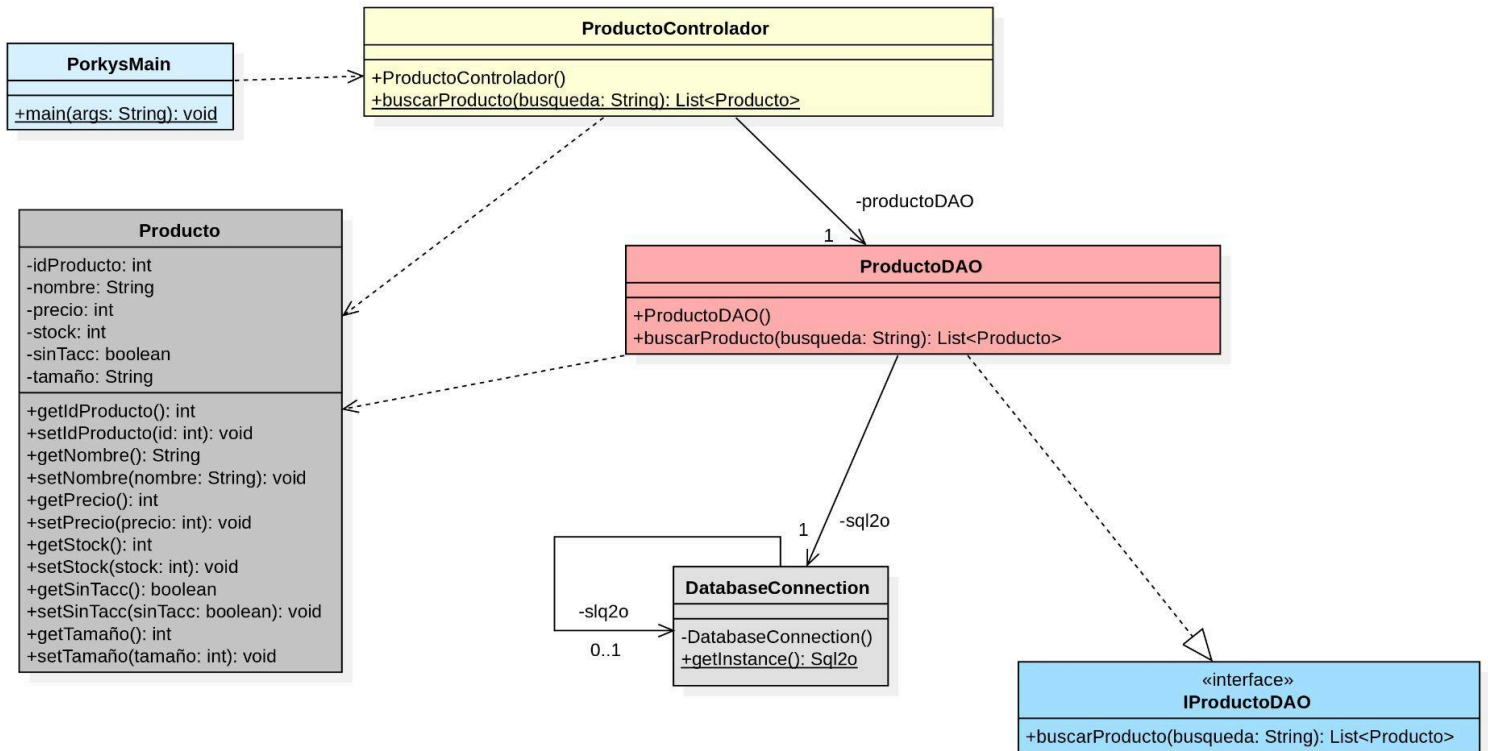 PorkysMain
+main(args: String): void
ProductoControlador
+ProductoControlador()
+buscarProducto(busqueda: String): List<Producto>
-productoDAO
1
Producto
-idProducto: int
-nombre: String
-precio: int
-stock: int
-sinTacc: boolean
-tamaño: String
+getIdProducto(): int
+setIdProducto(id: int): void
+getNombre(): String
+setNombre(nombre: String): void
+getPrecio(): int
+setPrecio(precio: int): void
+getStock(): int
+setStock(stock: int): void
+getSinTacc(): boolean
+setSinTacc(sinTacc: boolean): void
+getTamaño(): int
+setTamaño(tamaño: int): void
ProductoDAO
+ProductoDAO()
+buscarProducto(busqueda: String): List<Producto>
-sql2o
1
-slq2o
0..1
DatabaseConnection
-DatabaseConnection()
+getInstance(): Sql2o
«interface»
IProductoDAO
+buscarProducto(busqueda: String): List<Producto>